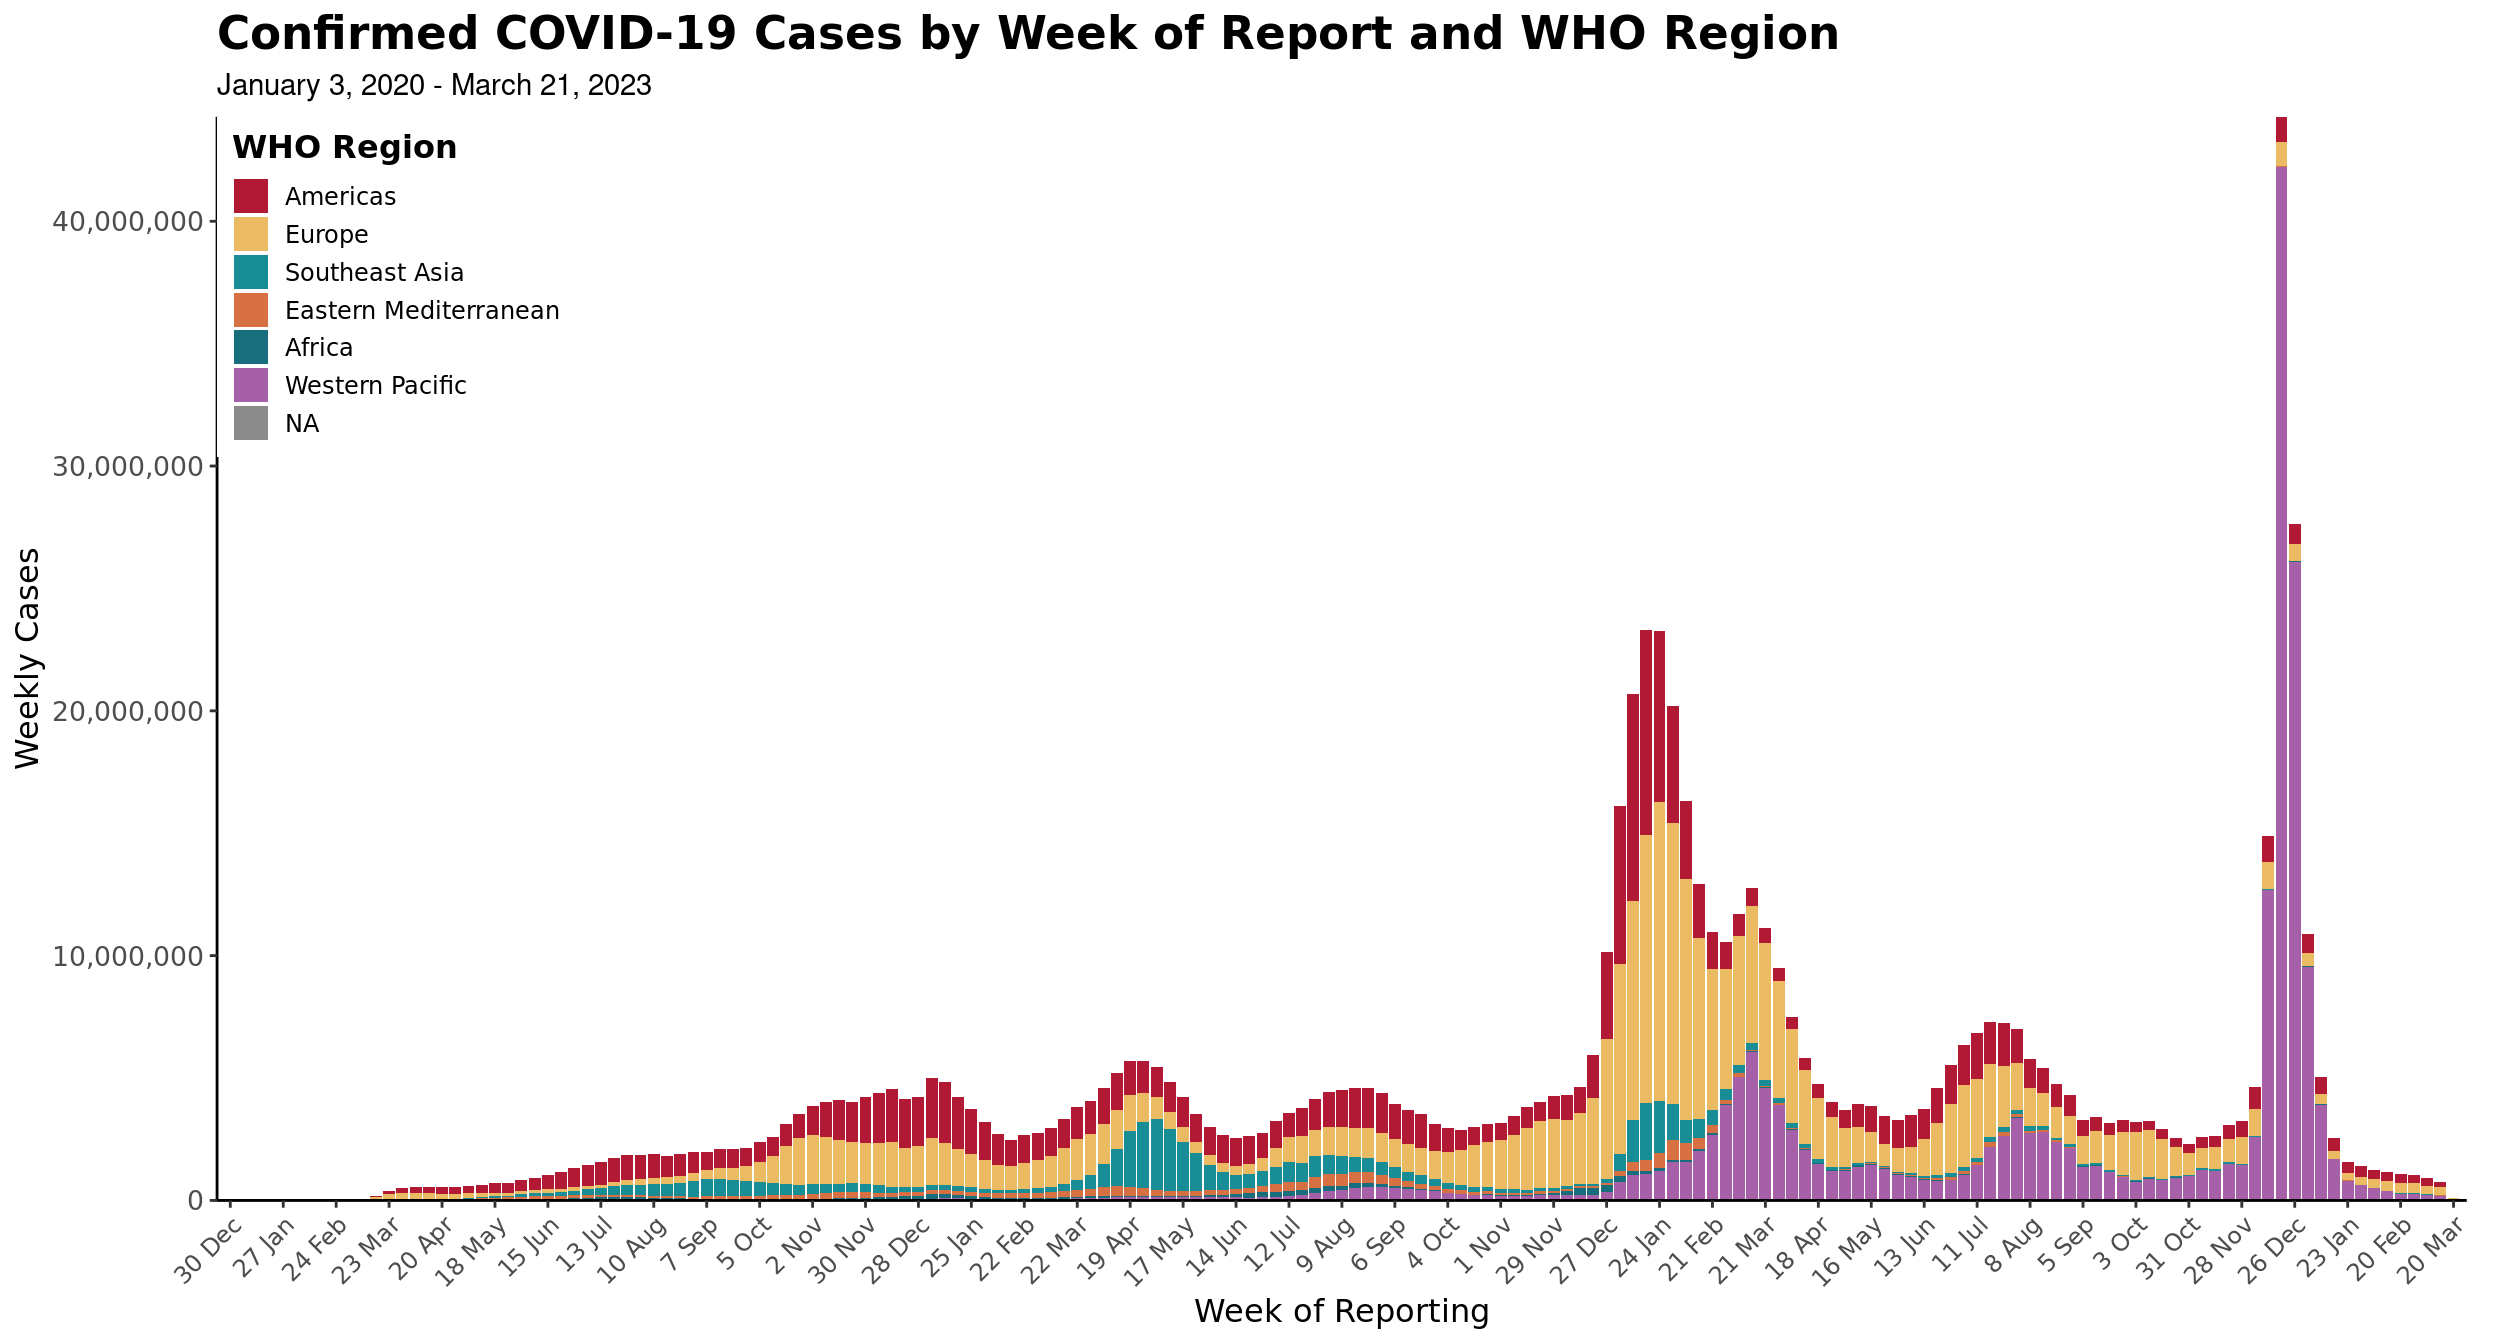 Confirmed COVID-19 Cases by Week of Report and WHO Region
January 3, 2020 - March 21, 2023
WHO Region
Americas
Europe
Southeast Asia
Eastern Mediterranean
Africa
Western Pacific
NA
Weekly Cases
40,000,000
30,000,000
20,000,000
10,000,000
0
30 Dec
27 Jan
24 Feb
23 Mar
20 Apr
18 May
15 Jun
13 Jul
10 Aug
7 Sep
5 Oct
2 Nov
30 Nov
28 Dec
25 Jan
22 Feb
22 Mar
19 Apr
17 May
14 Jun
12 Jul
9 Aug
6 Sep
4 Oct
1 Nov
29 Nov
27 Dec
24 Jan
21 Feb
21 Mar
18 Apr
16 May
13 Jun
11 Jul
8 Aug
5 Sep
3 Oct
31 Oct
28 Nov
26 Dec
23 Jan
20 Feb
20 Mar
Week of Reporting